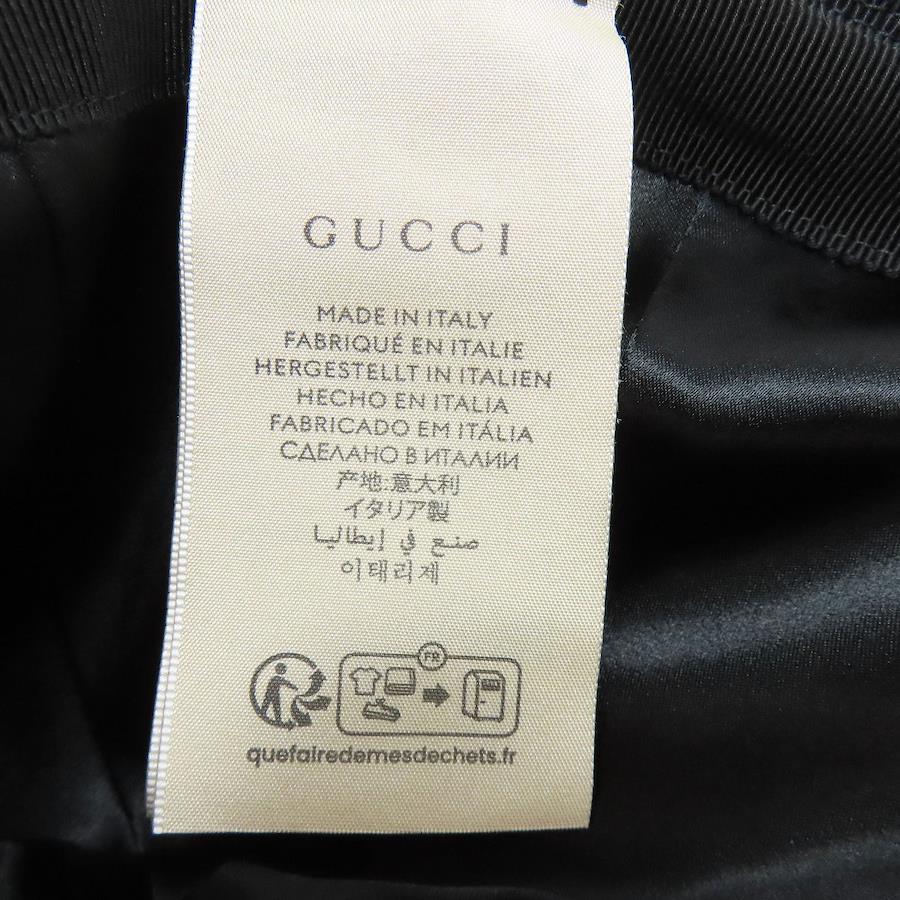 GUCCI
MADE IN ITALY
FABRIQUÉ EN ITALIE
HERGESTELLT IN ITALIEN
HECHO EN ITALIA
FABRICADO EM ITÁLIA
СДЕЛАНО В ИТАЛИИ
产地:意大利
イタリア製
صنع في إيطاليا
이태리제
FR
quefairedemesdechets.fr